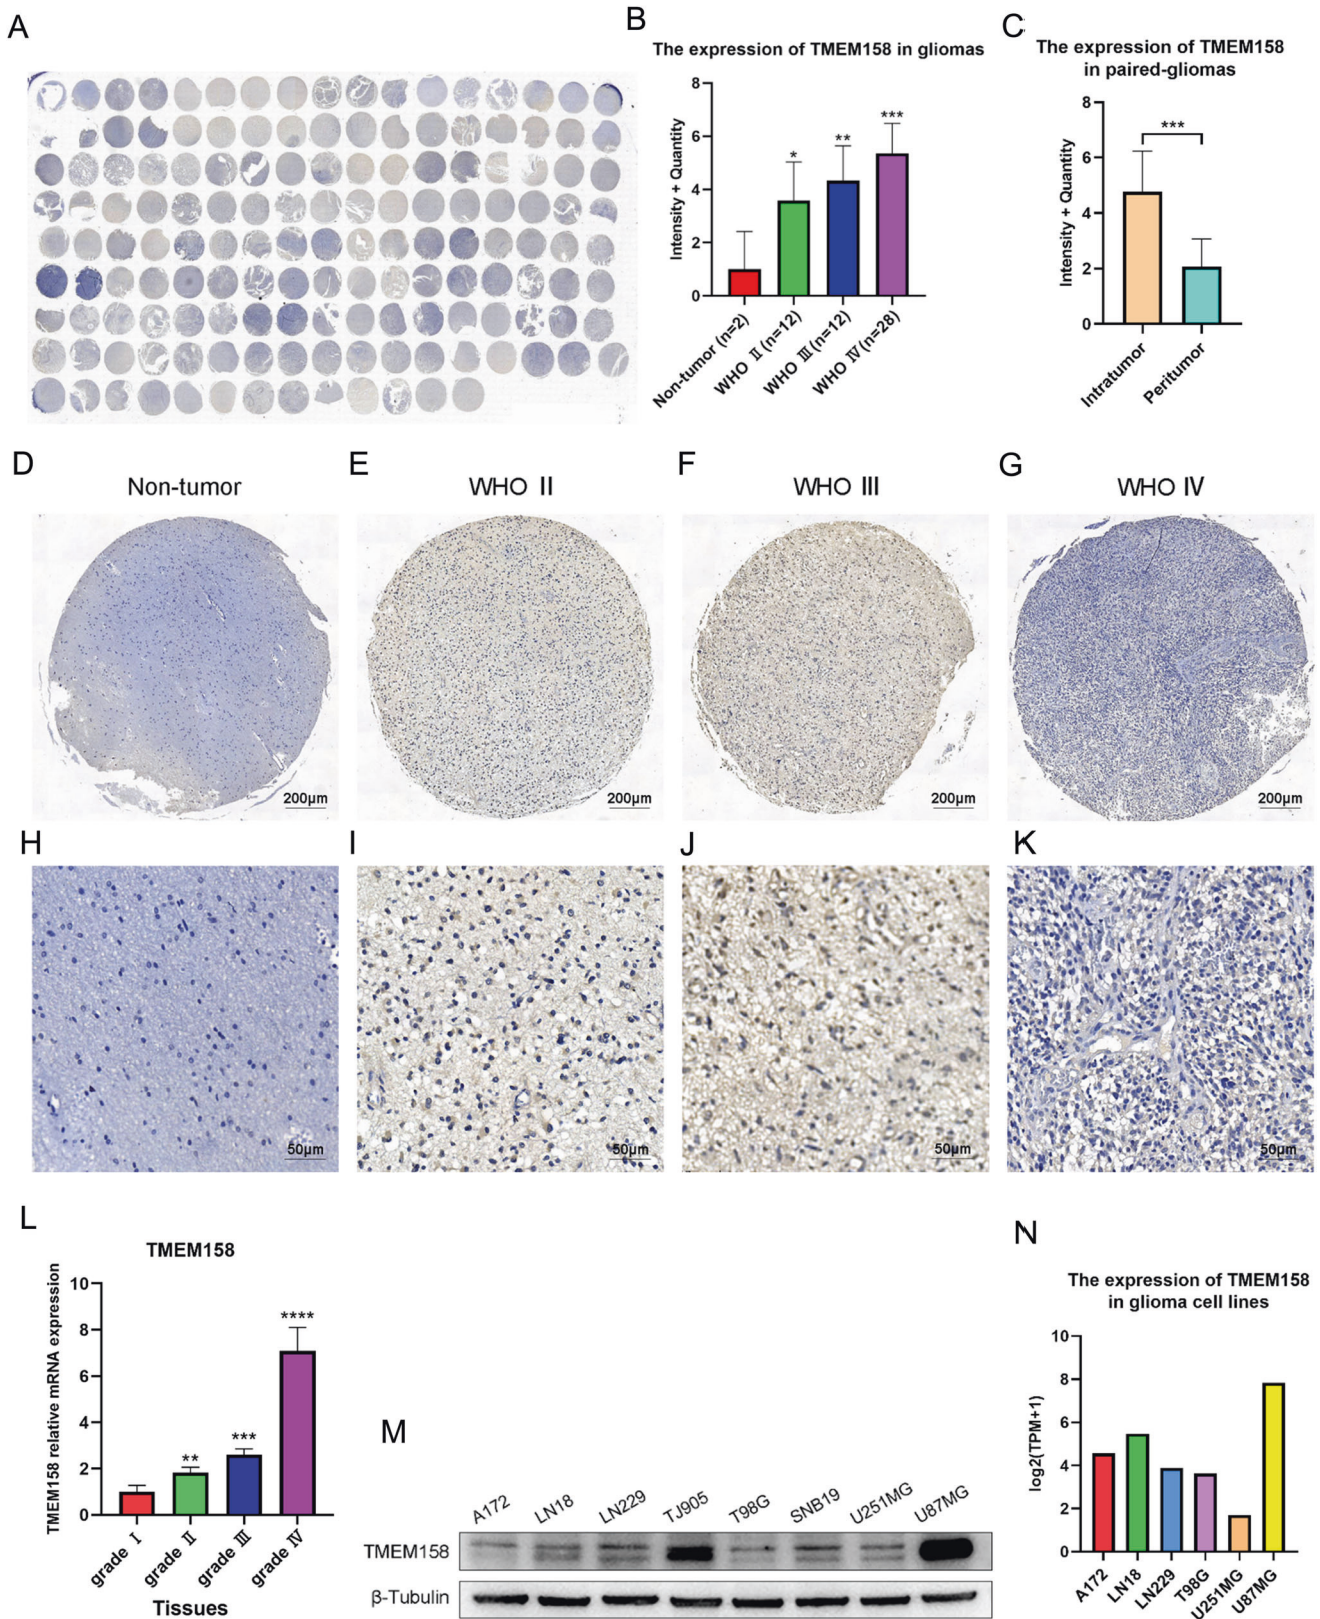 A
B
The expression of TMEM158 in gliomas
Intensity + Quantity
8
6
4
2
0
*
**
***
Non-tumor (n=2)
WHO Ⅱ (n=12)
WHO Ⅲ (n=12)
WHO Ⅳ (n=28)
C
The expression of TMEM158
in paired-gliomas
Intensity + Quantity
8
6
4
2
0
***
Intratumor
Peritumor
D
Non-tumor
200μm
E
WHO II
200μm
F
WHO III
200μm
G
WHO IV
200μm
H
50μm
I
50μm
J
50μm
K
50μm
L
TMEM158
TMEM158 relative mRNA expression
10
8
6
4
2
0
**
***
****
grade Ⅰ
grade Ⅱ
grade Ⅲ
grade Ⅳ
Tissues
M
A172
LN18
LN229
TJ905
T98G
SNB19
U251MG
U87MG
TMEM158
β-Tubulin
N
The expression of TMEM158
in glioma cell lines
log2(TPM+1)
10
8
6
4
2
0
A172
LN18
LN229
T98G
U251MG
U87MG